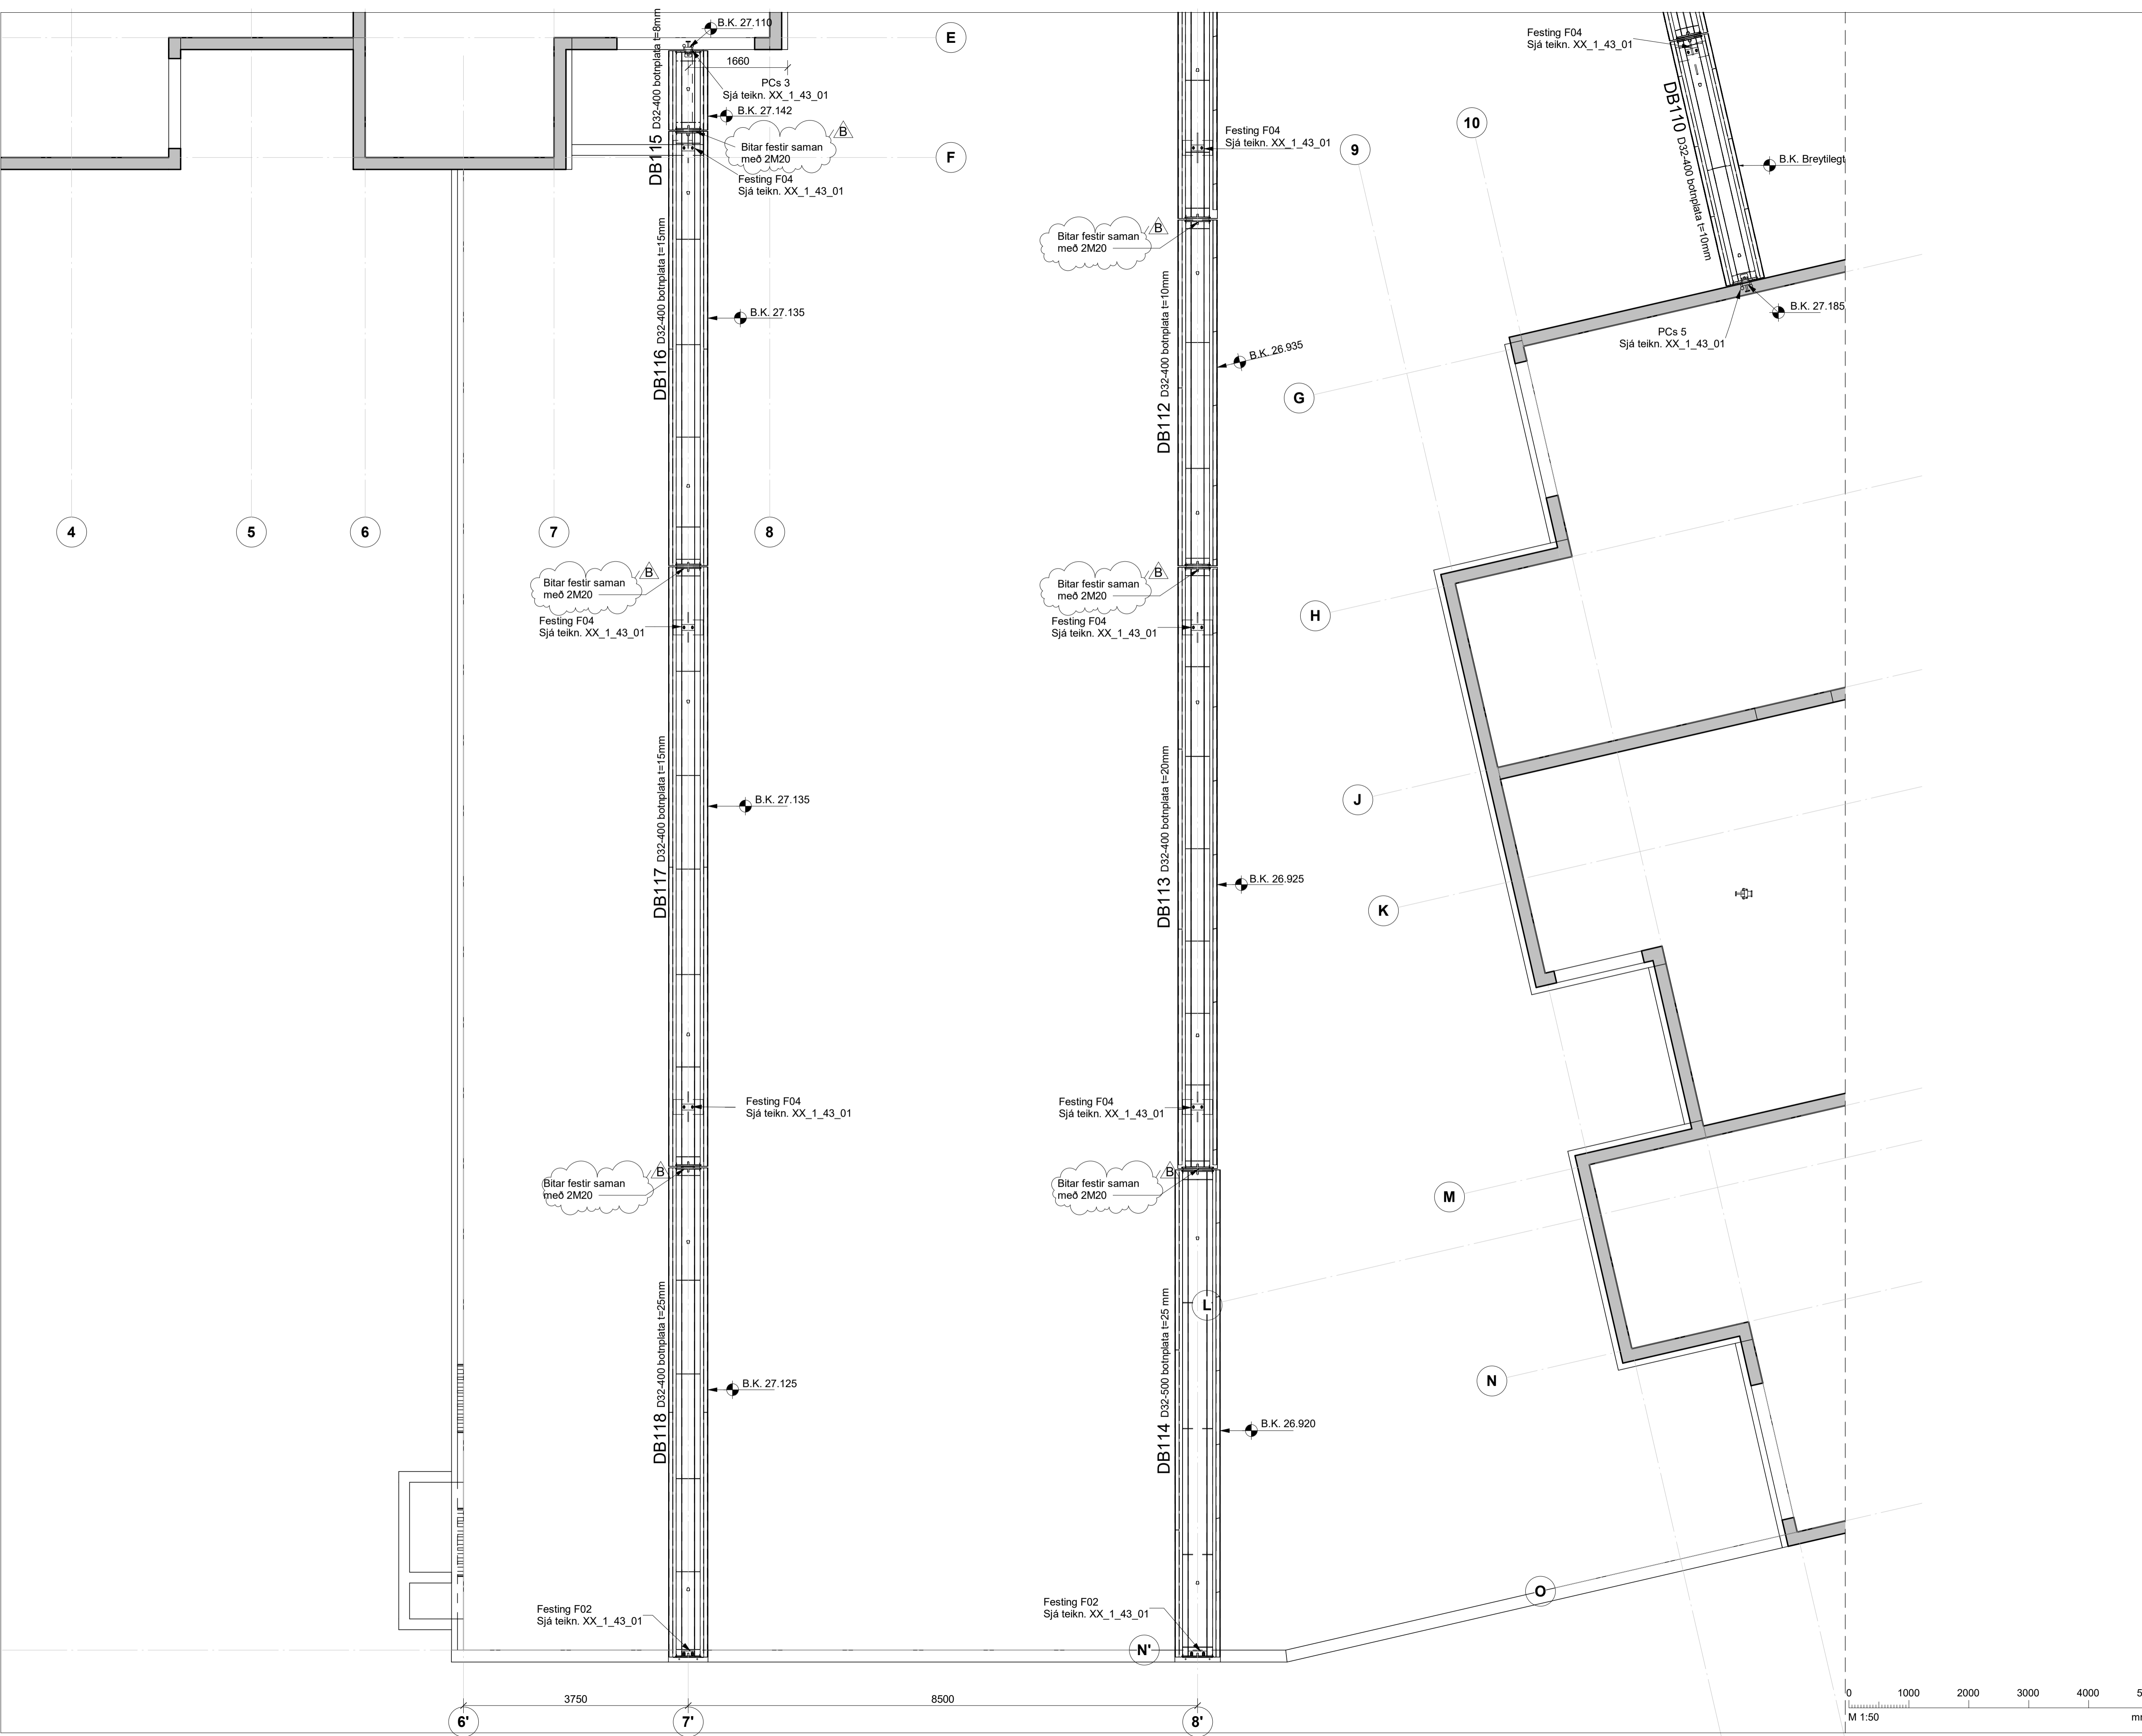 B.K. 27.110
E
1660
PCs 3
Sjá teikn. XX_1_43_01
B.K. 27.142
DB115 D32-400 botnplata t=8mm
B
Bitar festir saman
með 2M20
F
Festing F04
Sjá teikn. XX_1_43_01
Festing F04
Sjá teikn. XX_1_43_01
9
10
Festing F04
Sjá teikn. XX_1_43_01
DB110 D32-400 botnplata t=10mm
B.K. Breytilegt
B.K. 27.185
PCs 5
Sjá teikn. XX_1_43_01
B
Bitar festir saman
með 2M20
DB116 D32-400 botnplata t=15mm
B.K. 27.135
DB112 D32-400 botnplata t=10mm
B.K. 26.935
G
4
5
6
7
8
B
Bitar festir saman
með 2M20
Festing F04
Sjá teikn. XX_1_43_01
B
Bitar festir saman
með 2M20
Festing F04
Sjá teikn. XX_1_43_01
H
DB117 D32-400 botnplata t=15mm
B.K. 27.135
DB113 D32-400 botnplata t=20mm
B.K. 26.925
J
K
Festing F04
Sjá teikn. XX_1_43_01
Festing F04
Sjá teikn. XX_1_43_01
B
Bitar festir saman
með 2M20
B
Bitar festir saman
með 2M20
M
L
DB118 D32-400 botnplata t=25mm
B.K. 27.125
DB114 D32-500 botnplata t=25 mm
B.K. 26.920
N
O
Festing F02
Sjá teikn. XX_1_43_01
Festing F02
Sjá teikn. XX_1_43_01
N'
3750
8500
6'
7'
8'
0 1000 2000 3000 4000
M 1:50